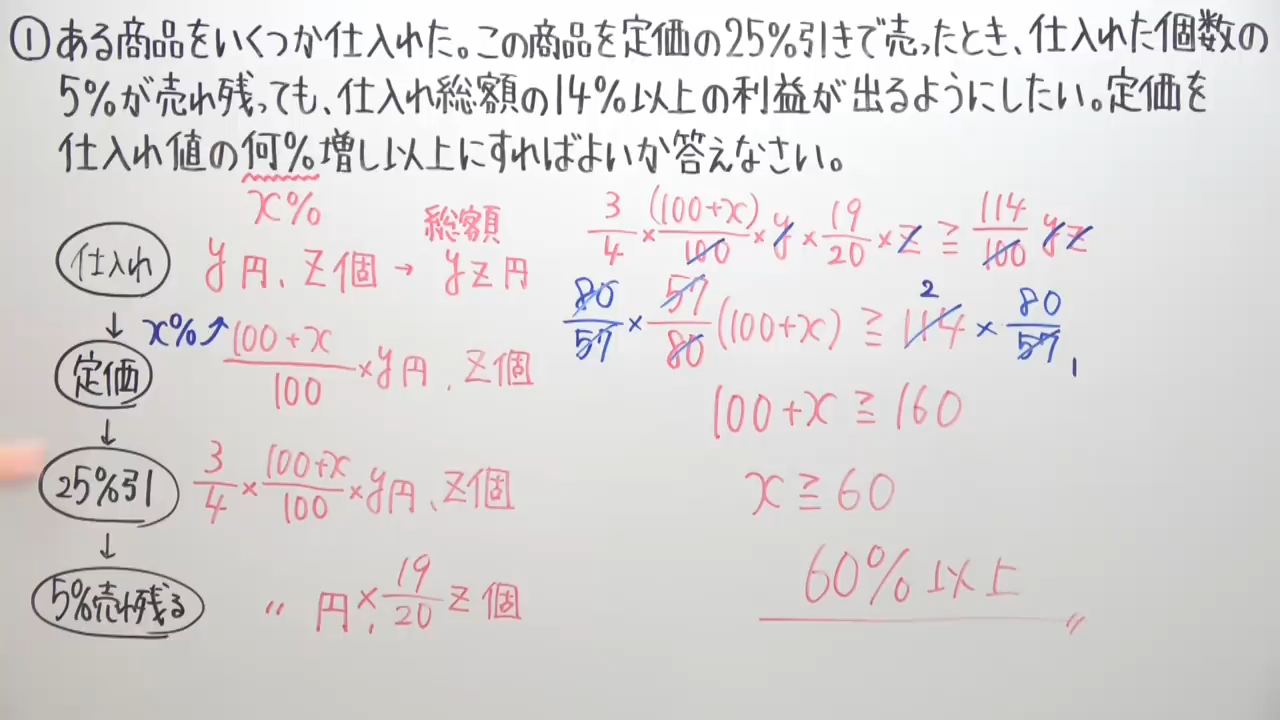 ①ある商品をいくつか仕入れた。この商品を定価の25%引きで売ったとき、仕入れた個数の
5%が売れ残っても、仕入れ総額の14%以上の利益が出るようにしたい。定価を
仕入れ値の何%増し以上にすればよいか答えなさい。
x%
仕入れ y円、z個 → 総額 yz円
↓ x%↗
定価 (100+x)/100 × y円、z個
↓
25%引 3/4 × (100+x)/100 × y円、z個
↓
5%売れ残る 〃 円 × 19/20 z個
3/4 × (100+x)/100 × y × 19/20 × z ≧ 114/100 yz
80/57 × 57/80 (100+x) ≧ 114 × 80/57
2
1
100+x ≧ 160
x ≧ 60
60%以上〃